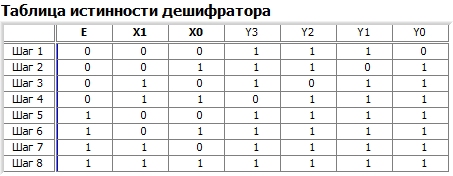 Таблица истинности дешифратора
E X1 X0 Y3 Y2 Y1 Y0
Шаг 1 0 0 0 1 1 1 0
Шаг 2 0 0 1 1 1 0 1
Шаг 3 0 1 0 1 0 1 1
Шаг 4 0 1 1 0 1 1 1
Шаг 5 1 0 0 1 1 1 1
Шаг 6 1 0 1 1 1 1 1
Шаг 7 1 1 0 1 1 1 1
Шаг 8 1 1 1 1 1 1 1